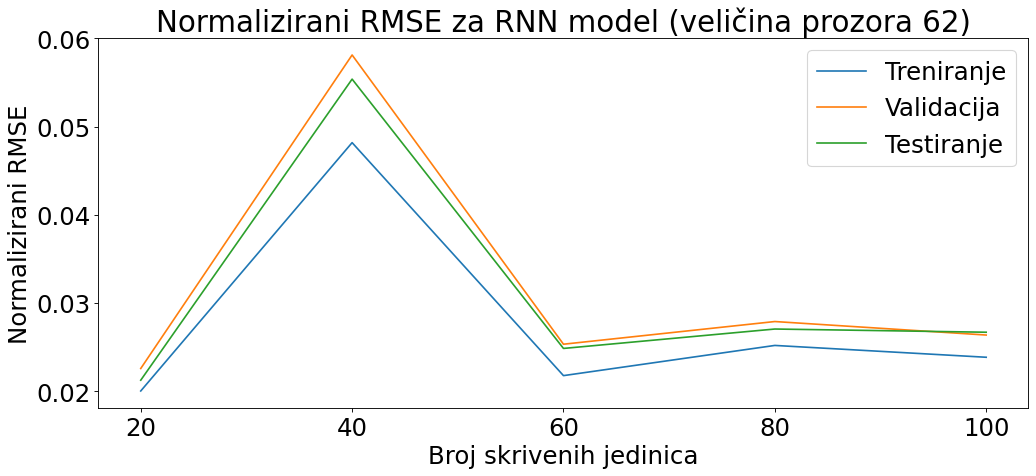 Normalizirani RMSE za RNN model (veličina prozora 62)
Normalizirani RMSE
0.06
0.05
0.04
0.03
0.02
Treniranje
Validacija
Testiranje
20 40 60 80 100
Broj skrivenih jedinica